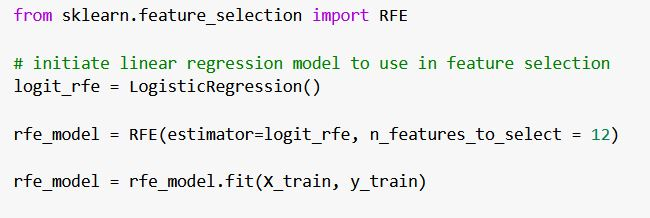 from sklearn.feature_selection import RFE
# initiate linear regression model to use in feature selection
logit_rfe = LogisticRegression()
rfe_model = RFE(estimator=logit_rfe, n_features_to_select = 12)
rfe_model = rfe_model.fit(X_train, y_train)